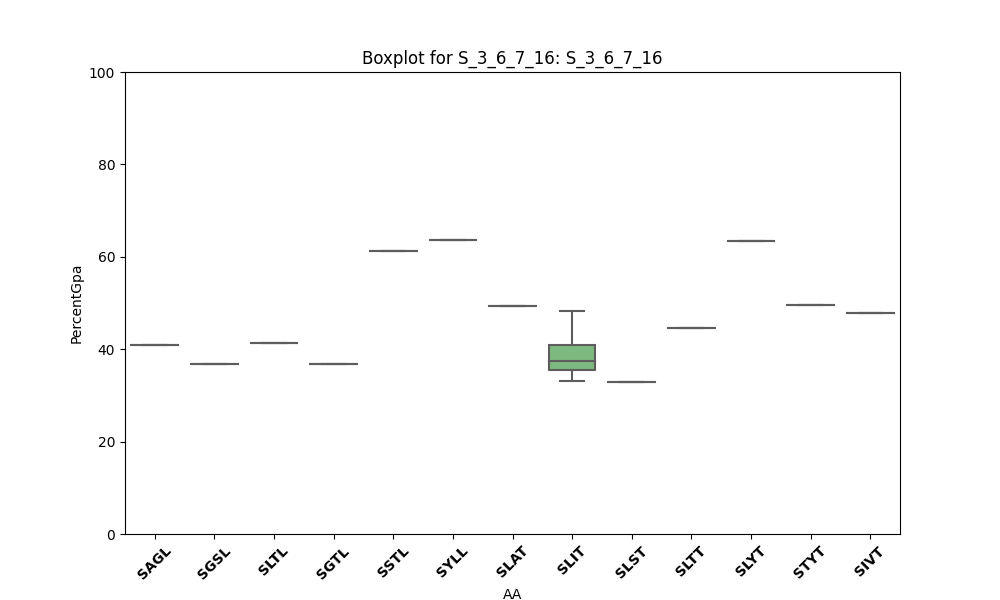 Boxplot for S_3_6_7_16: S_3_6_7_16
100
80
60
40
20
0
PercentGpa
SAGL SGSL SLTL SGTL SSTL SYLL SLAT SLIT SLST SLTT SLYT STYT SIVT
AA